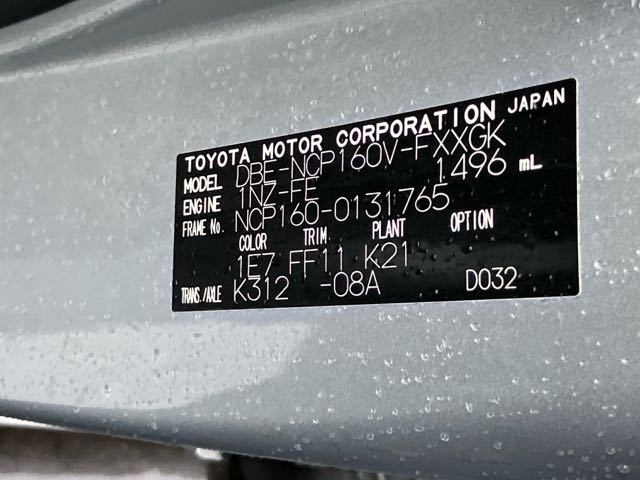 TOYOTA MOTOR CORPORATION JAPAN
MODEL DBE-NCP160V-FXXGK
ENGINE 1NZ-FE 1496 mL
FRAME No. NCP160-0131765
COLOR TRIM PLANT OPTION
1E7 FF11 K21
TRANS./AXLE K312 -08A D032